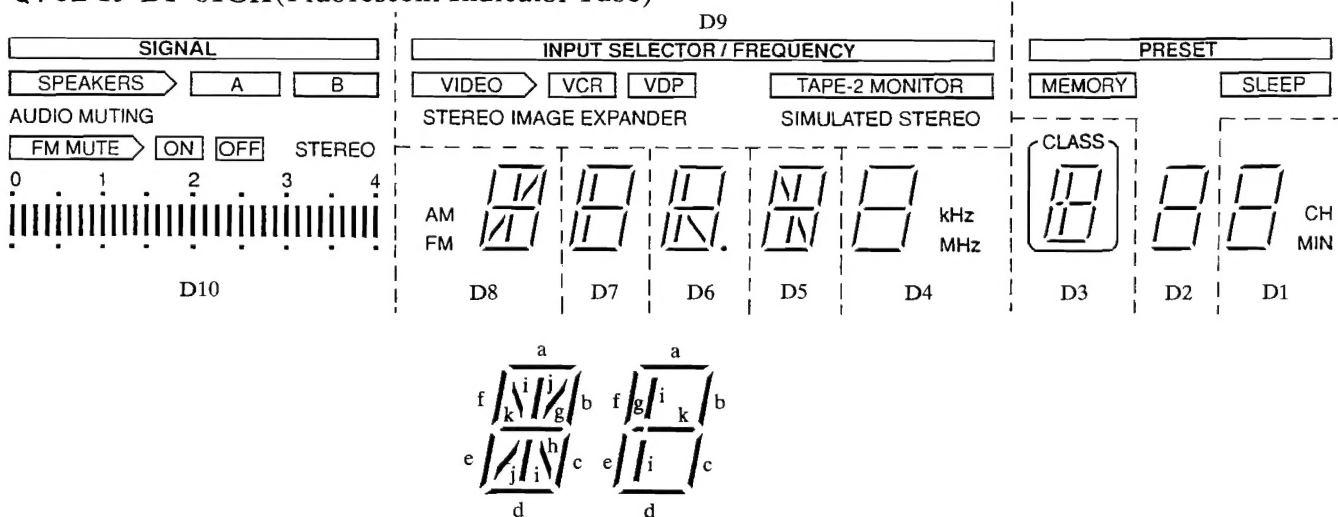 Indicator Tube)
D9
SIGNAL INPUT SELECTOR / FREQUENCY PRESET
SPEAKERS A B VIDEO VCR VDP TAPE-2 MONITOR MEMORY SLEEP
AUDIO MUTING STEREO IMAGE EXPANDER SIMULATED STEREO
FM MUTE ON OFF STEREO CLASS
0 1 2 3 4
AM kHz CH
FM MHz MIN
D10 D8 D7 D6 D5 D4 D3 D2 D1
a a
f i j b f g i b
k g k
h
e j i c e i c
d d